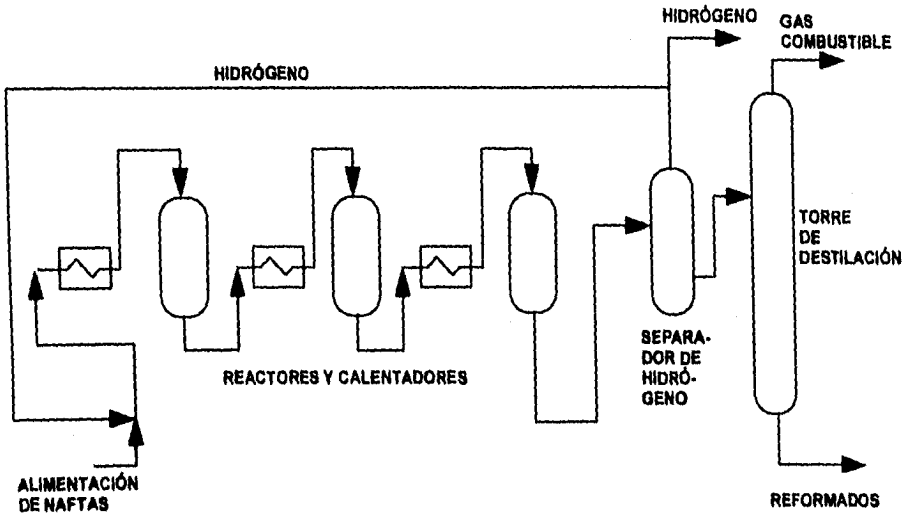 HIDRÓGENO
GAS
COMBUSTIBLE
HIDRÓGENO
TORRE
DE
DESTILACIÓN
SEPARA-
DOR DE
HIDRÓ-
GENO
REACTORES Y CALENTADORES
ALIMENTACIÓN
DE NAFTAS
REFORMADOS